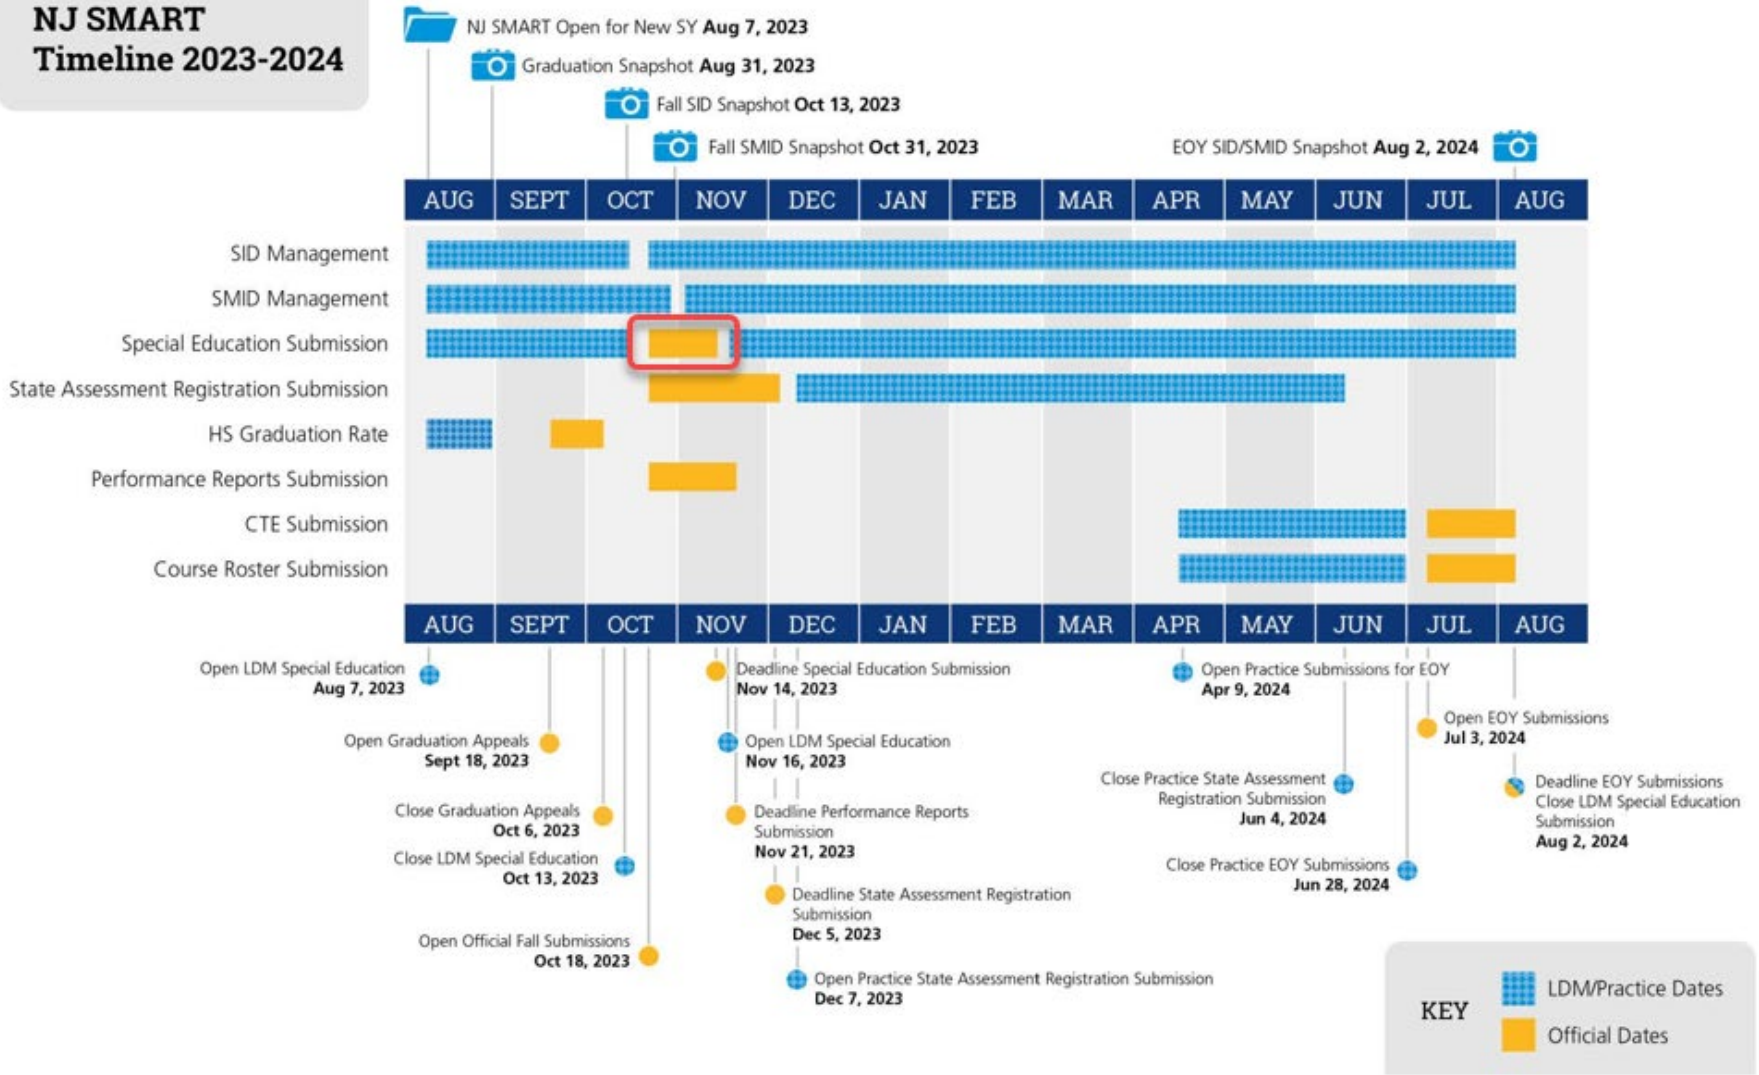 NJ SMART
Timeline 2023-2024
NJ SMART Open for New SY Aug 7, 2023
Graduation Snapshot Aug 31, 2023
Fall SID Snapshot Oct 13, 2023
Fall SMID Snapshot Oct 31, 2023
EOY SID/SMID Snapshot Aug 2, 2024
AUG SEPT OCT NOV DEC JAN FEB MAR APR MAY JUN JUL AUG
SID Management
SMID Management
Special Education Submission
State Assessment Registration Submission
HS Graduation Rate
Performance Reports Submission
CTE Submission
Course Roster Submission
AUG SEPT OCT NOV DEC JAN FEB MAR APR MAY JUN JUL AUG
Open LDM Special Education
Aug 7, 2023
Open Graduation Appeals
Sept 18, 2023
Close Graduation Appeals
Oct 6, 2023
Close LDM Special Education
Oct 13, 2023
Open Official Fall Submissions
Oct 18, 2023
Deadline Special Education Submission
Nov 14, 2023
Open LDM Special Education
Nov 16, 2023
Deadline Performance Reports
Submission
Nov 21, 2023
Deadline State Assessment Registration
Submission
Dec 5, 2023
Open Practice State Assessment Registration Submission
Dec 7, 2023
Open Practice Submissions for EOY
Apr 9, 2024
Close Practice State Assessment
Registration Submission
Jun 4, 2024
Close Practice EOY Submissions
Jun 28, 2024
Open EOY Submissions
Jul 3, 2024
Deadline EOY Submissions
Close LDM Special Education
Submission
Aug 2, 2024
KEY
LDM/Practice Dates
Official Dates